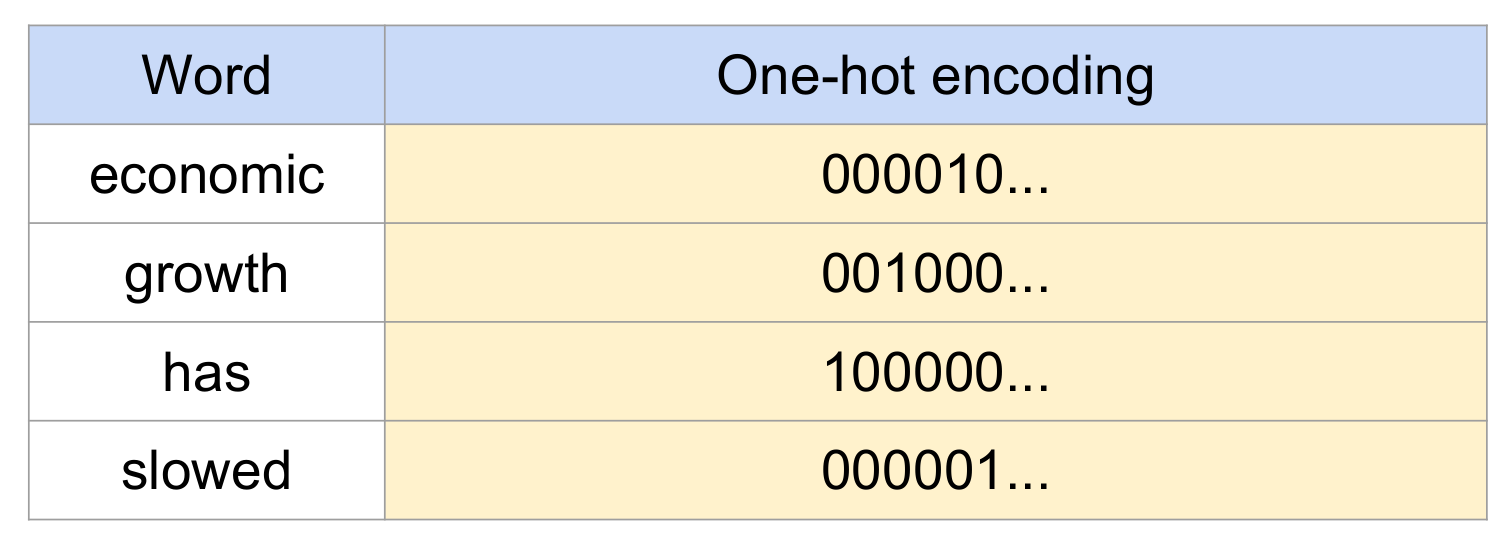 Word One-hot encoding
economic 000010...
growth 001000...
has 100000...
slowed 000001...